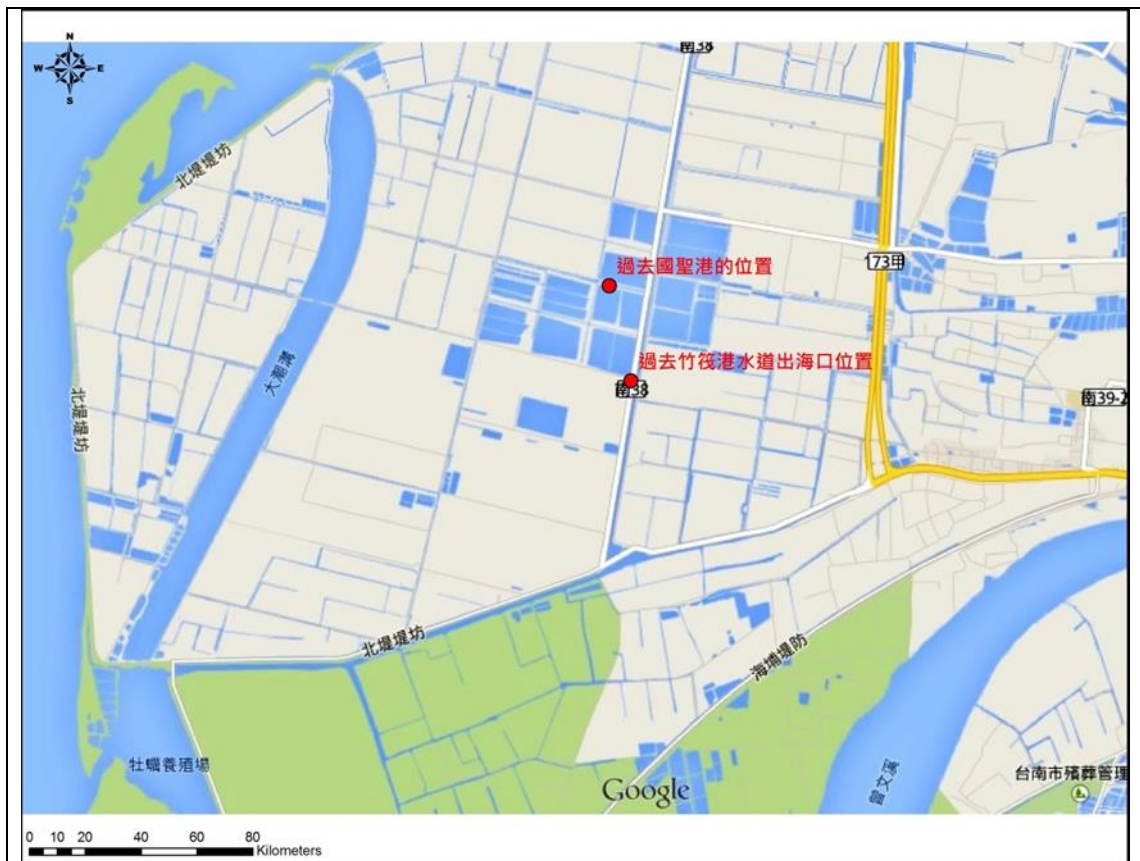 N
W E
S
南38
北堤堤坊
過去國聖港的位置
173甲
過去竹筏港水道出海口位置
南38
南39-2
大潮溝
北堤堤坊
北堤堤坊
海埔堤防
牡蠣養殖場
Google
曾文溪
台南市殯葬管理
0 10 20 40 60 80
Kilometers